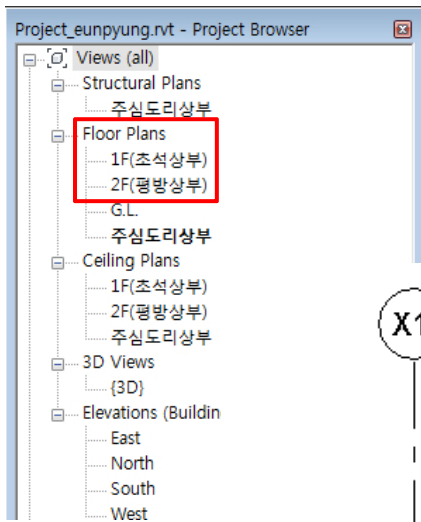 Project_eunpyung.rvt - Project Browser
Views (all)
Structural Plans
주심도리상부
Floor Plans
1F(초석상부)
2F(평방상부)
G.L.
주심도리상부
Ceiling Plans
1F(초석상부)
2F(평방상부)
주심도리상부
3D Views
{3D}
Elevations (Buildin
East
North
South
West
X1